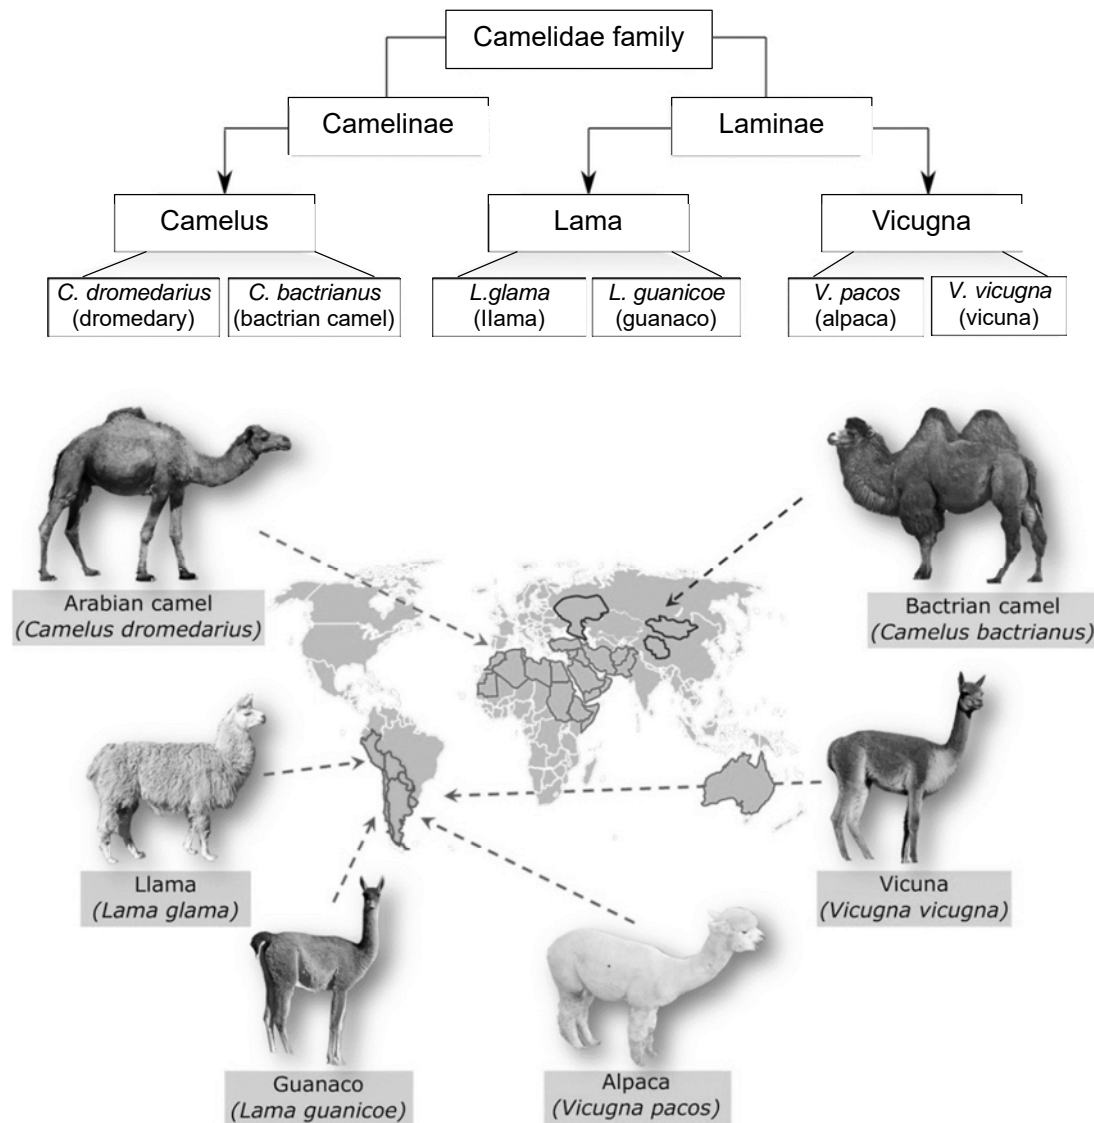 Camelidae family
Camelinae
Laminae
Camelus
Lama
Vicugna
C. dromedarius
(dromedary)
C. bactrianus
(bactrian camel)
L.glama
(llama)
L. guanicoe
(guanaco)
V. pacos
(alpaca)
V. vicugna
(vicuna)
Arabian camel
(Camelus dromedarius)
Bactrian camel
(Camelus bactrianus)
Llama
(Lama glama)
Vicuna
(Vicugna vicugna)
Guanaco
(Lama guanicoe)
Alpaca
(Vicugna pacos)